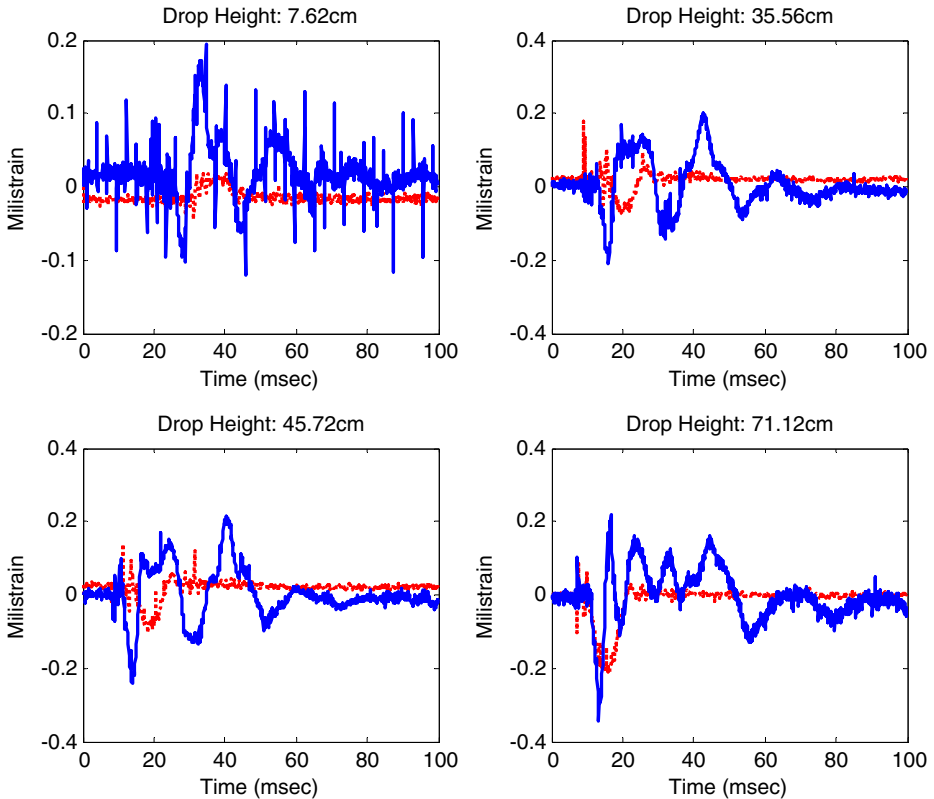 Drop Height: 7.62cm
0.2
0.1
0
-0.1
-0.2
Milistrain
0 20 40 60 80 100
Time (msec)
Drop Height: 35.56cm
0.4
0.2
0
-0.2
-0.4
Milistrain
0 20 40 60 80 100
Time (msec)
Drop Height: 45.72cm
0.4
0.2
0
-0.2
-0.4
Milistrain
0 20 40 60 80 100
Time (msec)
Drop Height: 71.12cm
0.4
0.2
0
-0.2
-0.4
Milistrain
0 20 40 60 80 100
Time (msec)